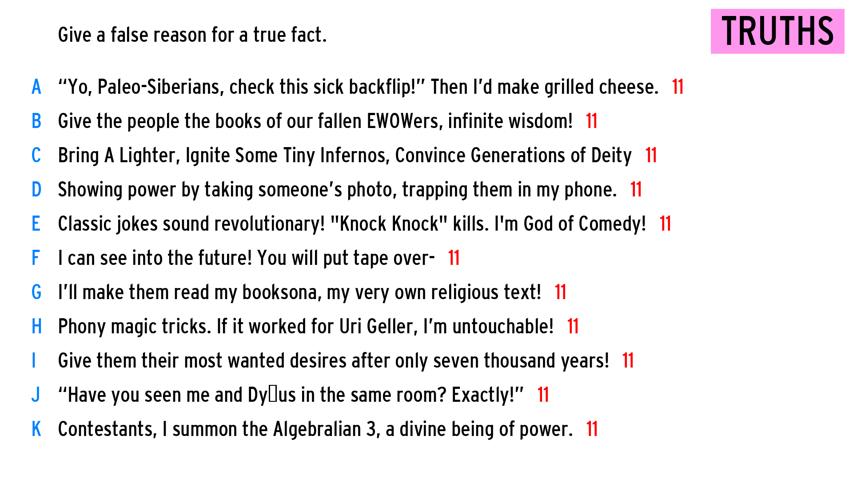 Give a false reason for a true fact.
TRUTHS
A “Yo, Paleo-Siberians, check this sick backflip!” Then I’d make grilled cheese. 11
B Give the people the books of our fallen EWOWers, infinite wisdom! 11
C Bring A Lighter, Ignite Some Tiny Infernos, Convince Generations of Deity 11
D Showing power by taking someone’s photo, trapping them in my phone. 11
E Classic jokes sound revolutionary! "Knock Knock" kills. I'm God of Comedy! 11
F I can see into the future! You will put tape over- 11
G I’ll make them read my booksona, my very own religious text! 11
H Phony magic tricks. If it worked for Uri Geller, I’m untouchable! 11
I Give them their most wanted desires after only seven thousand years! 11
J “Have you seen me and Dy▯us in the same room? Exactly!” 11
K Contestants, I summon the Algebralian 3, a divine being of power. 11